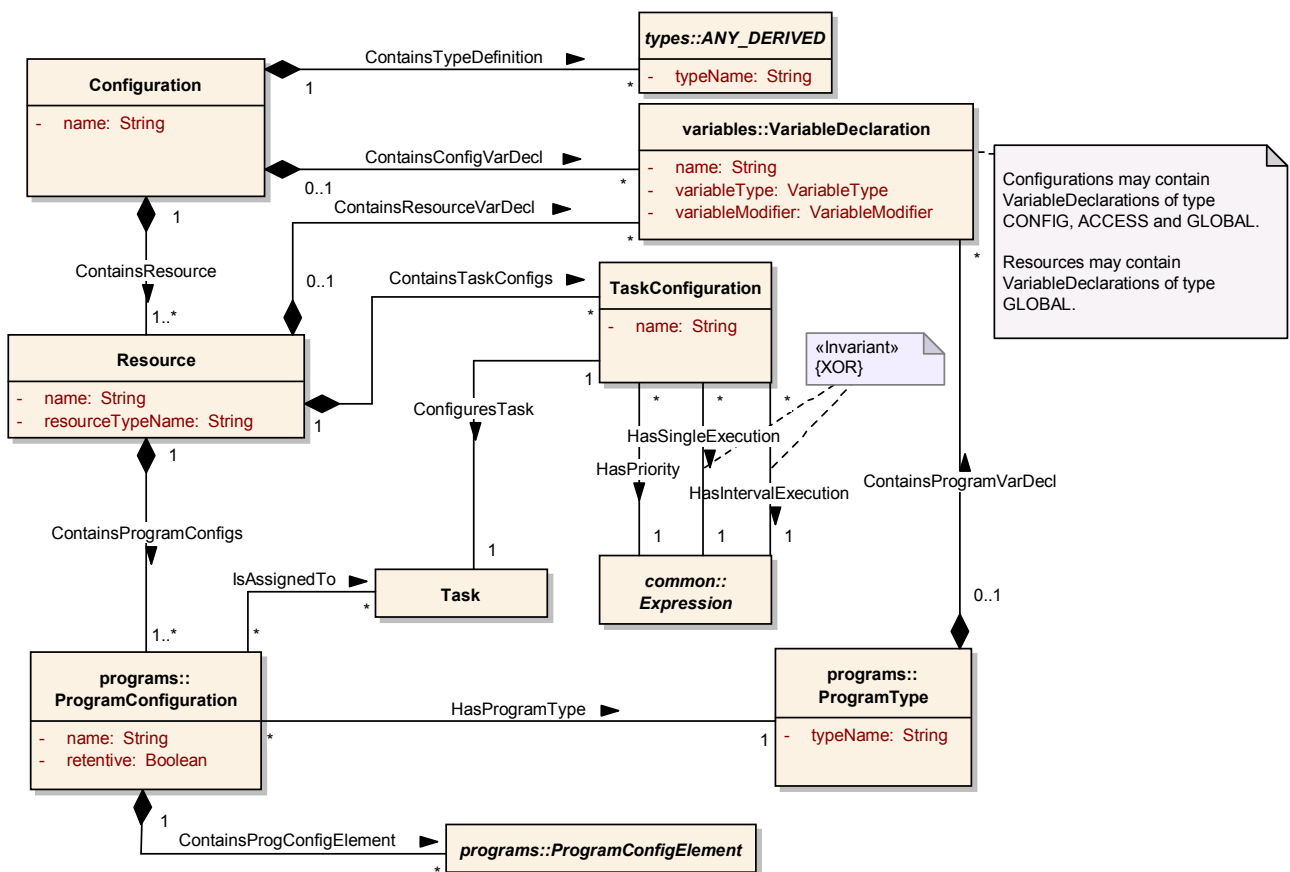 types::ANY_DERIVED
- typeName: String
ContainsTypeDefinition
1
*
Configuration
- name: String
variables::VariableDeclaration
- name: String
- variableType: VariableType
- variableModifier: VariableModifier
ContainsConfigVarDecl
0..1
*
ContainsResourceVarDecl
0..1
*
Configurations may contain
VariableDeclarations of type
CONFIG, ACCESS and GLOBAL.
Resources may contain
VariableDeclarations of type
GLOBAL.
1
ContainsResource
1..*
ContainsTaskConfigs
1
*
TaskConfiguration
- name: String
Resource
- name: String
- resourceTypeName: String
«Invariant»
{XOR}
1
ConfiguresTask
1
*
*
*
HasSingleExecution
HasPriority
HasIntervalExecution
1
1
1
*
ContainsProgramVarDecl
0..1
1
ContainsProgramConfigs
1..*
IsAssignedTo
*
*
Task
common::
Expression
programs::
ProgramConfiguration
- name: String
- retentive: Boolean
HasProgramType
*
1
programs::
ProgramType
- typeName: String
1
ContainsProgConfigElement
*
programs::ProgramConfigElement